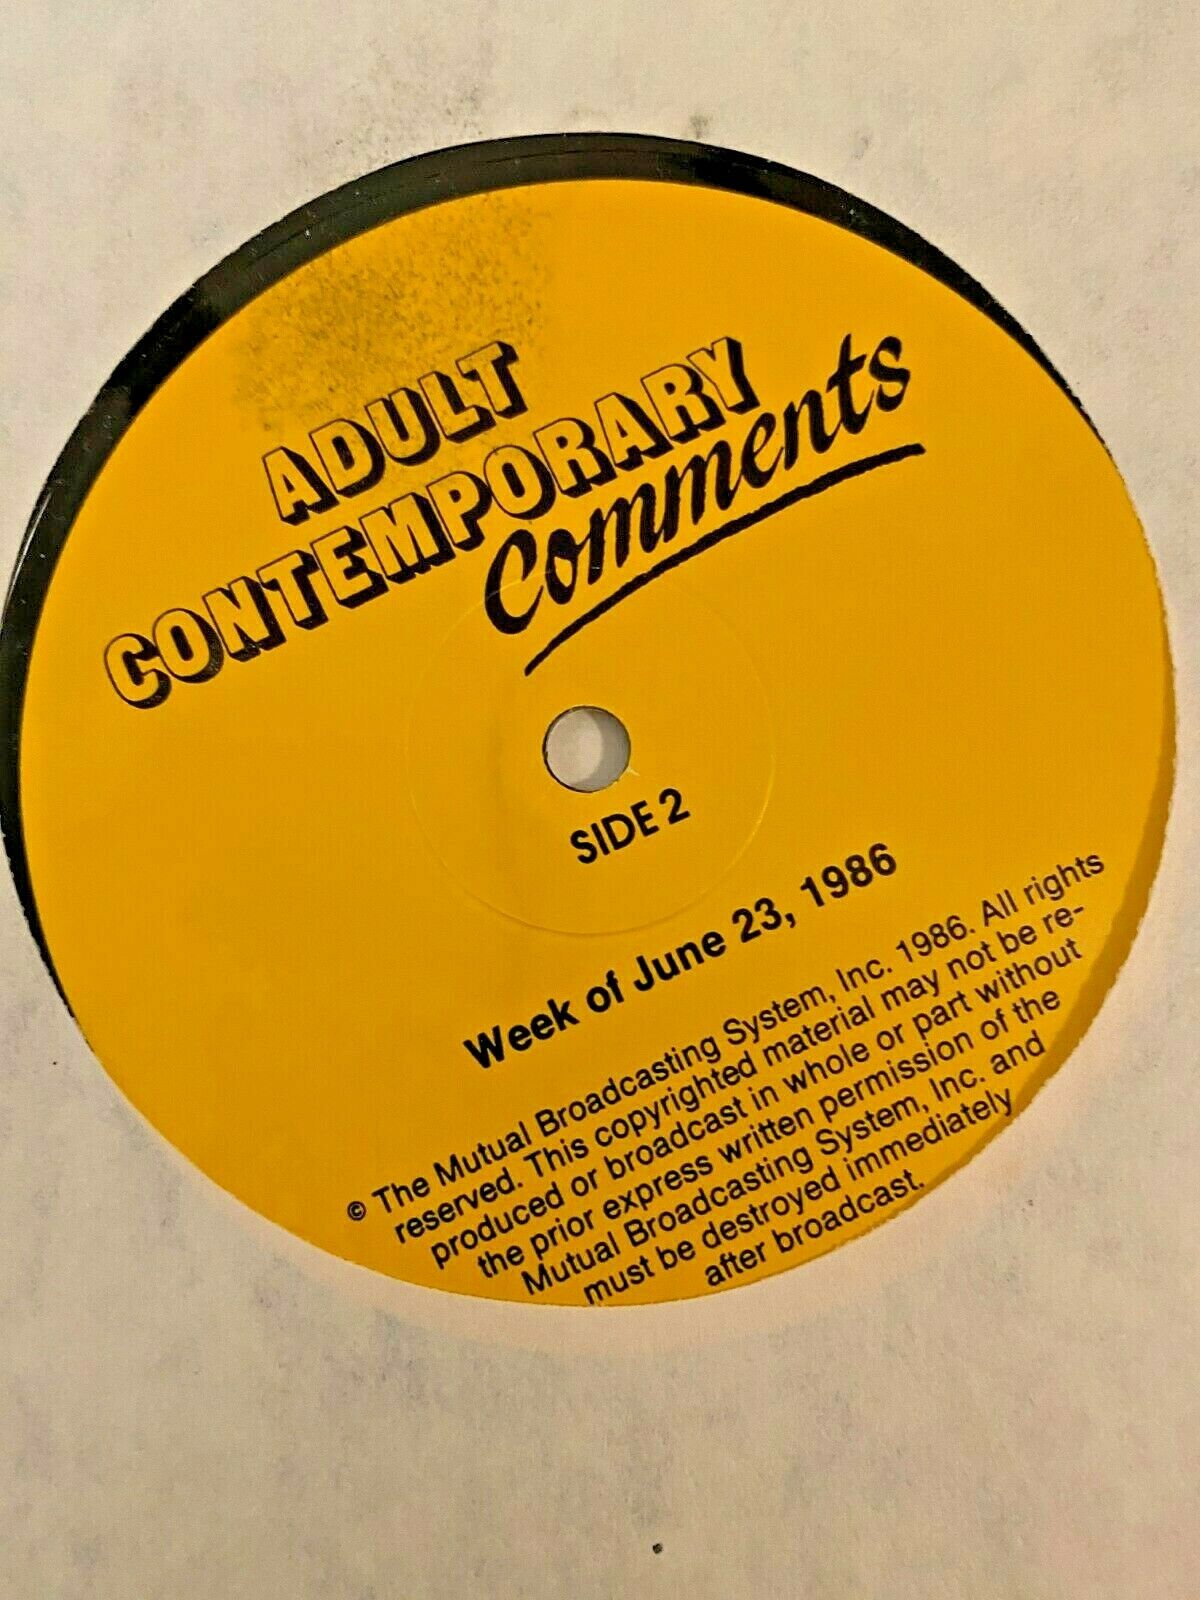 ADULT
CONTEMPORARY
Comments
SIDE 2
Week of June 23, 1986
© The Mutual Broadcasting System, Inc. 1986. All rights
reserved. This copyrighted material may not be re-
produced or broadcast in whole or part without
the prior express written permission of the
Mutual Broadcasting System, Inc. and
must be destroyed immediately
after broadcast.